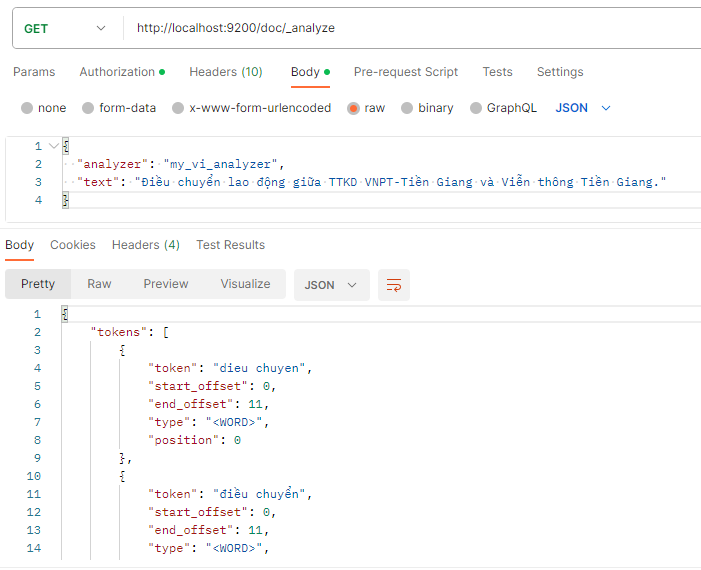 GET http://localhost:9200/doc/_analyze
Params Authorization Headers (10) Body Pre-request Script Tests Settings
none form-data x-www-form-urlencoded raw binary GraphQL JSON
1 {
2 "analyzer": "my_vi_analyzer",
3 "text": "Điều chuyển lao động giữa TTKD VNPT-Tiền Giang và Viễn thông Tiền Giang."
4 }
Body Cookies Headers (4) Test Results
Pretty Raw Preview Visualize JSON
1 {
2 "tokens": [
3 {
4 "token": "dieu chuyen",
5 "start_offset": 0,
6 "end_offset": 11,
7 "type": "<WORD>",
8 "position": 0
9 },
10 {
11 "token": "điều chuyển",
12 "start_offset": 0,
13 "end_offset": 11,
14 "type": "<WORD>",